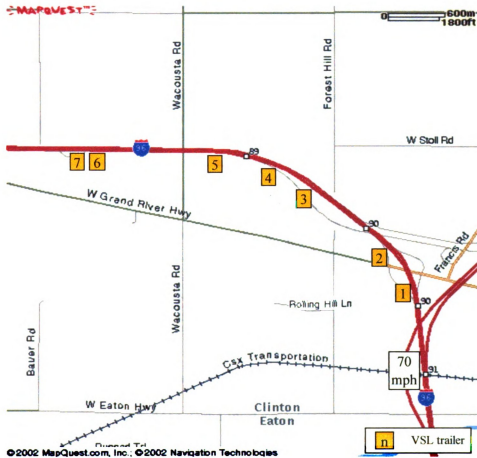 MAPQUEST
0 600m
1800ft
Wacousta Rd
Forest Hill Rd
W Stoll Rd
96
89
7 6 5 4
3
W Grand River Hwy
90
2
Francis Rd
1
90
Rolling Hill Ln
Wacousta Rd
Bauer Rd
Csx Transportation
70
mph
91
96
W Eaton Hwy
Clinton
Eaton
n VSL trailer
©2002 MapQuest.com, Inc.; ©2002 Navigation Technologies